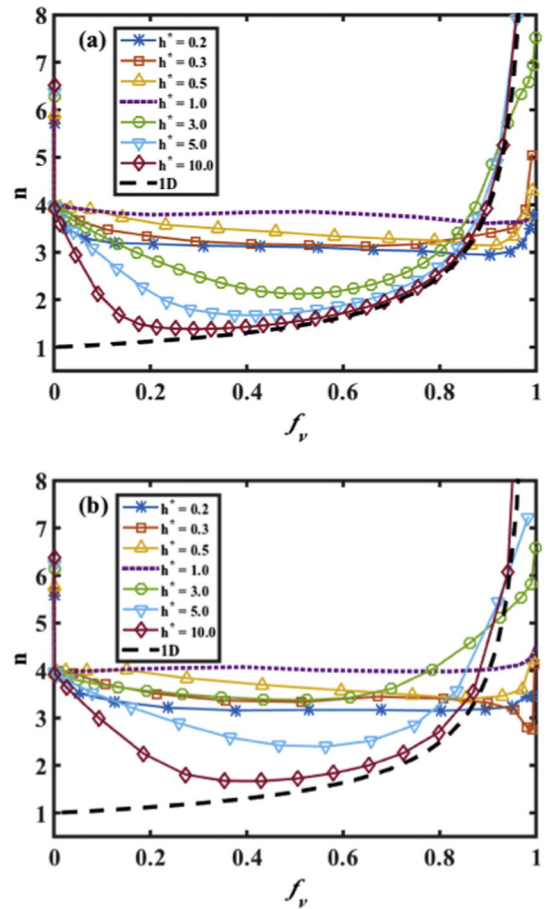 (a)
h* = 0.2
h* = 0.3
h* = 0.5
h* = 1.0
h* = 3.0
h* = 5.0
h* = 10.0
1D
n
8
7
6
5
4
3
2
1
0 0.2 0.4 0.6 0.8 1
fν
(b)
h* = 0.2
h* = 0.3
h* = 0.5
h* = 1.0
h* = 3.0
h* = 5.0
h* = 10.0
1D
n
8
7
6
5
4
3
2
1
0 0.2 0.4 0.6 0.8 1
fν